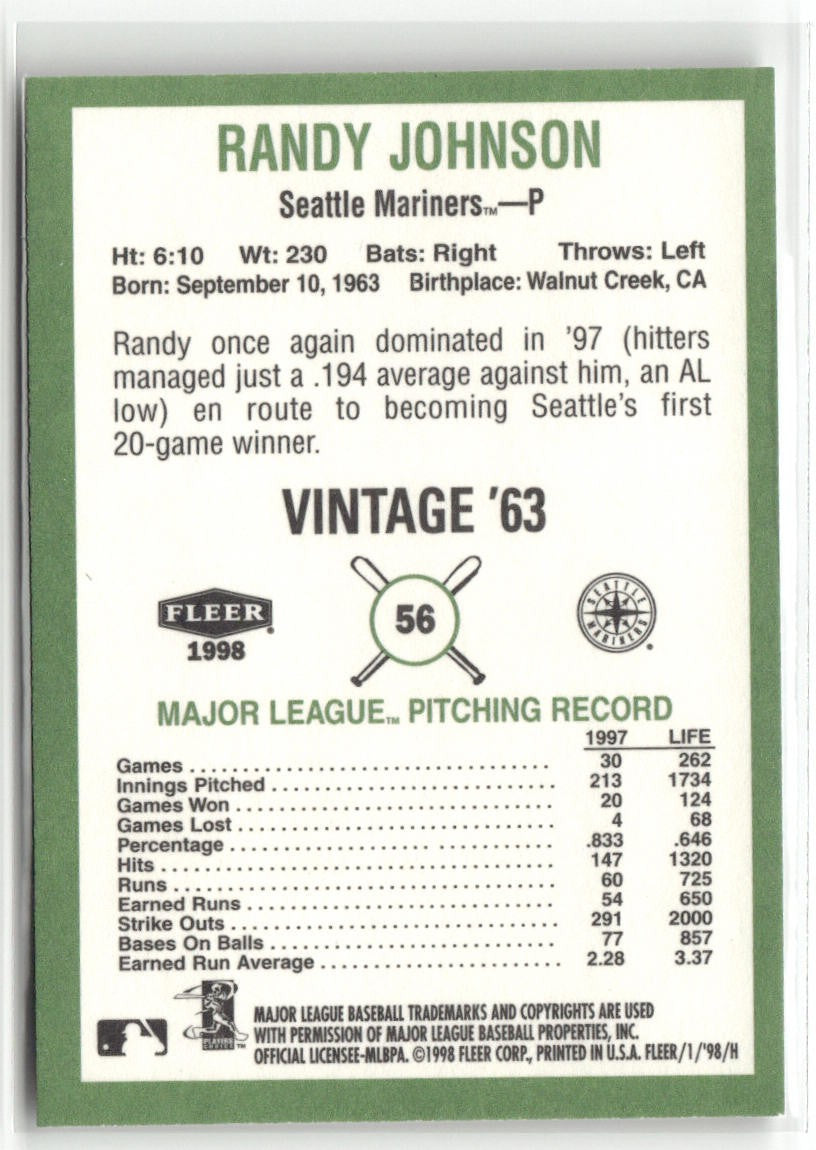 RANDY JOHNSON
Seattle Mariners™—P
Ht: 6:10 Wt: 230 Bats: Right Throws: Left
Born: September 10, 1963 Birthplace: Walnut Creek, CA
Randy once again dominated in '97 (hitters
managed just a .194 average against him, an AL
low) en route to becoming Seattle's first
20-game winner.
VINTAGE '63
FLEER
1998
56
SEATTLE
MARINERS
MAJOR LEAGUE™ PITCHING RECORD
1997 LIFE
Games ..... 30 262
Innings Pitched ..... 213 1734
Games Won ..... 20 124
Games Lost ..... 4 68
Percentage ..... .833 .646
Hits ..... 147 1320
Runs ..... 60 725
Earned Runs ..... 54 650
Strike Outs ..... 291 2000
Bases On Balls ..... 77 857
Earned Run Average ..... 2.28 3.37
PLAYERS
CHOICE™
MAJOR LEAGUE BASEBALL TRADEMARKS AND COPYRIGHTS ARE USED
WITH PERMISSION OF MAJOR LEAGUE BASEBALL PROPERTIES, INC.
OFFICIAL LICENSEE-MLBPA. ©1998 FLEER CORP., PRINTED IN U.S.A. FLEER/1/'98/H